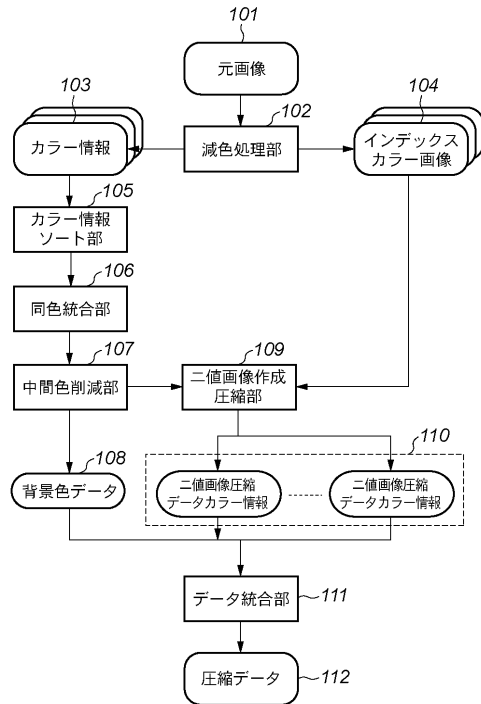 101
元画像
103
102
104
カラー情報
減色処理部
インデックス
カラー画像
105
カラー情報
ソート部
106
同色統合部
107
中間色削減部
109
二値画像作成
圧縮部
108
背景色データ
110
二値画像圧縮
データカラー情報
二値画像圧縮
データカラー情報
データ統合部
111
圧縮データ
112